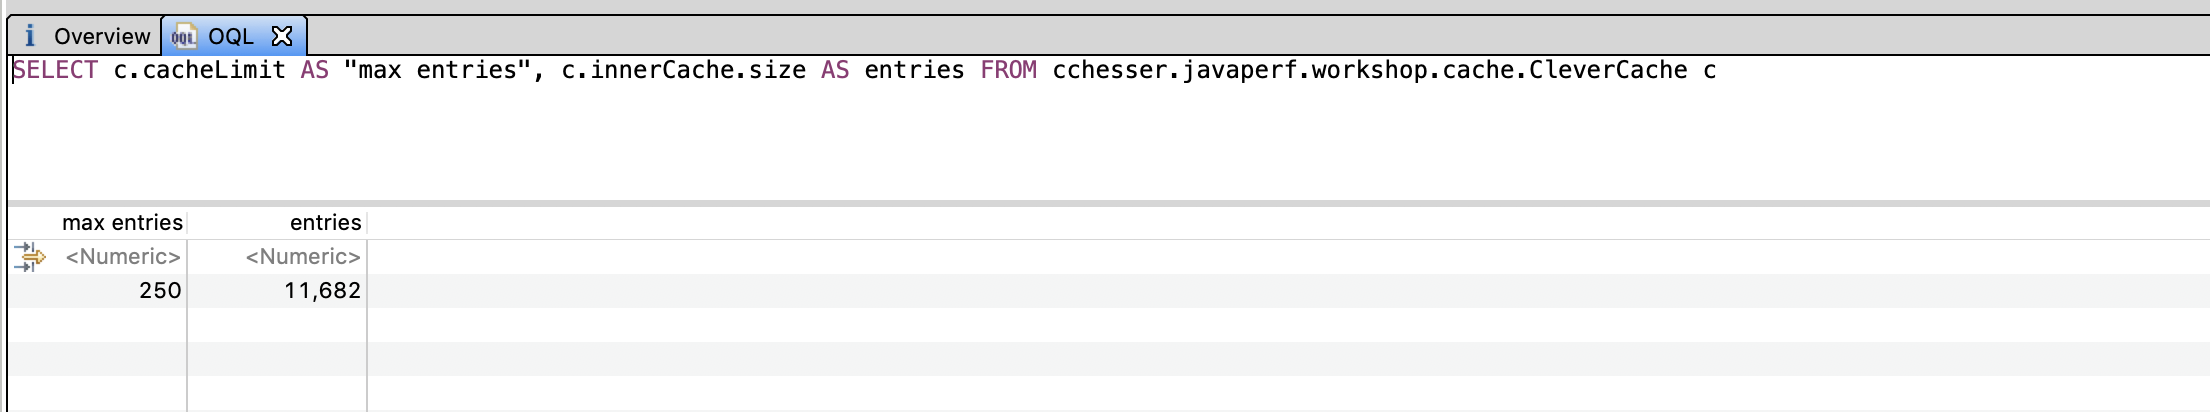 i Overview OQL OQL
SELECT c.cacheLimit AS "max entries", c.innerCache.size AS entries FROM cchesser.javaperf.workshop.cache.CleverCache c
max entries entries
<Numeric> <Numeric>
250 11,682